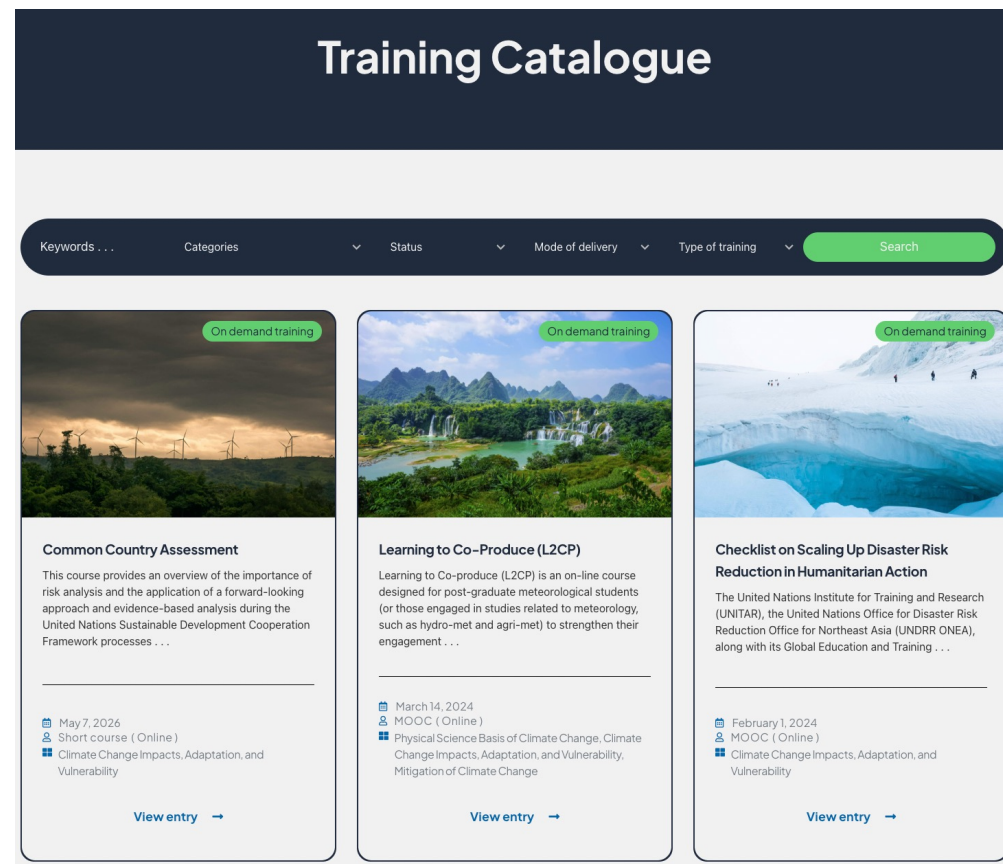 Training Catalogue
Keywords . . .
Categories
Status
Mode of delivery
Type of training
Search
On demand training
Common Country Assessment
This course provides an overview of the importance of
risk analysis and the application of a forward-looking
approach and evidence-based analysis during the
United Nations Sustainable Development Cooperation
Framework processes . . .
May 7, 2026
Short course ( Online )
Climate Change Impacts, Adaptation, and
Vulnerability
View entry →
On demand training
Learning to Co-Produce (L2CP)
Learning to Co-produce (L2CP) is an on-line course
designed for post-graduate meteorological students
(or those engaged in studies related to meteorology,
such as hydro-met and agri-met) to strengthen their
engagement . . .
March 14, 2024
MOOC ( Online )
Physical Science Basis of Climate Change, Climate
Change Impacts, Adaptation, and Vulnerability,
Mitigation of Climate Change
View entry →
On demand training
Checklist on Scaling Up Disaster Risk
Reduction in Humanitarian Action
The United Nations Institute for Training and Research
(UNITAR), the United Nations Office for Disaster Risk
Reduction Office for Northeast Asia (UNDRR ONEA),
along with its Global Education and Training . . .
February 1, 2024
MOOC ( Online )
Climate Change Impacts, Adaptation, and
Vulnerability
View entry →